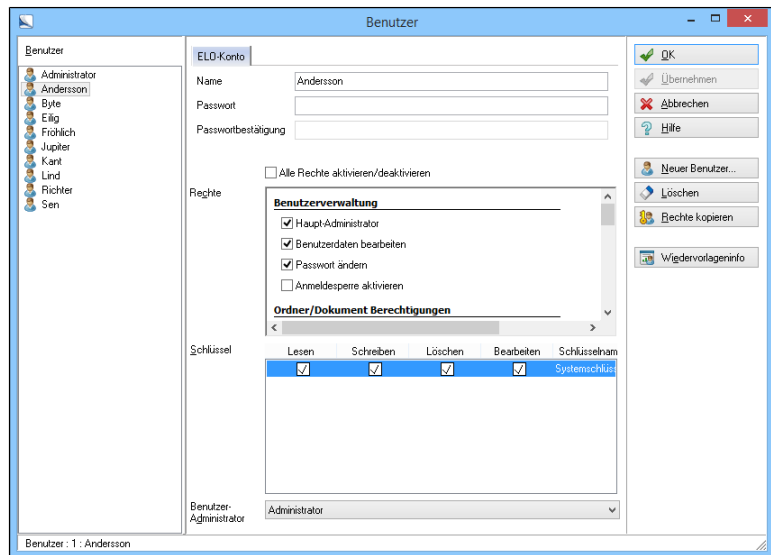 Benutzer
Benutzer
Administrator
Andersson
Byte
Eilig
Fröhlich
Jupiter
Kant
Lind
Richter
Sen
ELO-Konto
Name
Andersson
Passwort
Passwortbestätigung
Alle Rechte aktivieren/deaktivieren
Rechte
Benutzerverwaltung
Haupt-Administrator
Benutzerdaten bearbeiten
Passwort ändern
Anmeldesperre aktivieren
Ordner/Dokument Berechtigungen
Schlüssel
Lesen Schreiben Löschen Bearbeiten Schlüsselnam
Systemschlüss
Benutzer-
Administrator
Administrator
OK
Übernehmen
Abbrechen
Hilfe
Neuer Benutzer...
Löschen
Rechte kopieren
Wiedervorlageninfo
Benutzer : 1 : Andersson